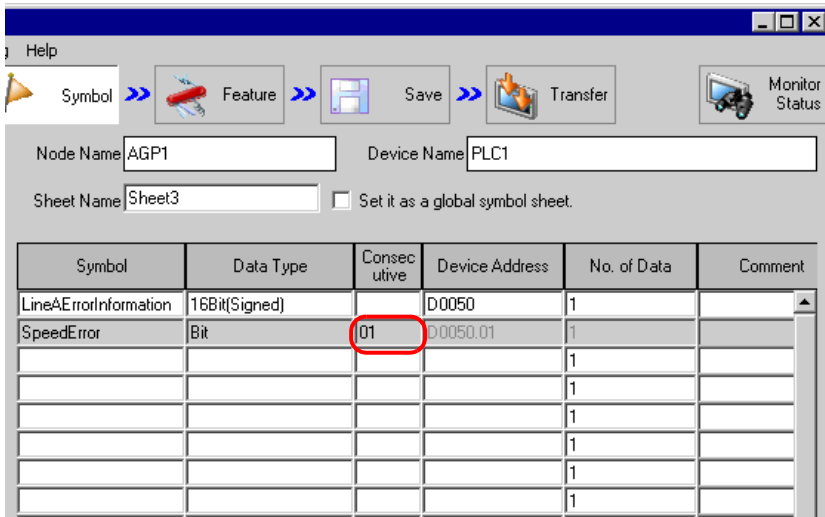 Help
Symbol Feature Save Transfer Monitor Status
Node Name AGP1 Device Name PLC1
Sheet Name Sheet3 Set it as a global symbol sheet.
Symbol Data Type Consec utive Device Address No. of Data Comment
LineAErrorInformation 16Bit(Signed) D0050 1
SpeedError Bit 01 D0050.01 1
1
1
1
1
1
1